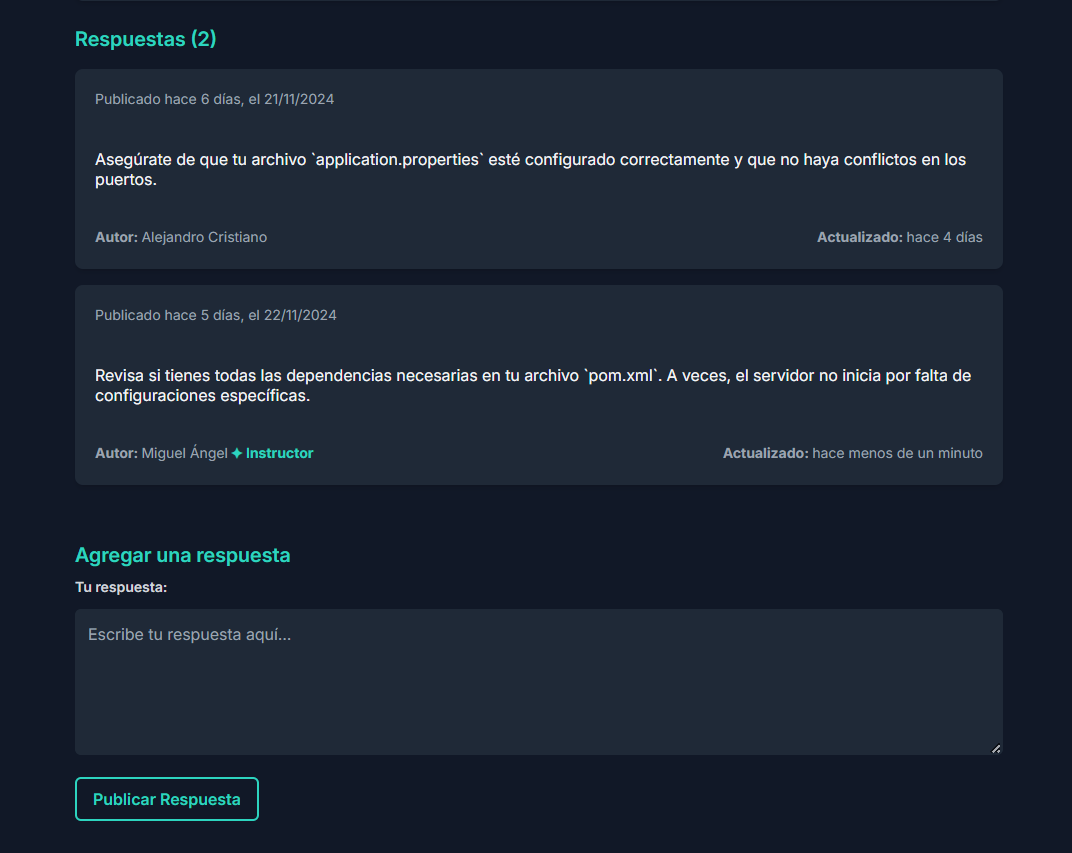 Respuestas (2)
Publicado hace 6 días, el 21/11/2024
Asegúrate de que tu archivo `application.properties` esté configurado correctamente y que no haya conflictos en los
puertos.
Autor: Alejandro Cristiano
Actualizado: hace 4 días
Publicado hace 5 días, el 22/11/2024
Revisa si tienes todas las dependencias necesarias en tu archivo `pom.xml`. A veces, el servidor no inicia por falta de
configuraciones específicas.
Autor: Miguel Ángel ✦ Instructor
Actualizado: hace menos de un minuto
Agregar una respuesta
Tu respuesta:
Escribe tu respuesta aquí...
Publicar Respuesta